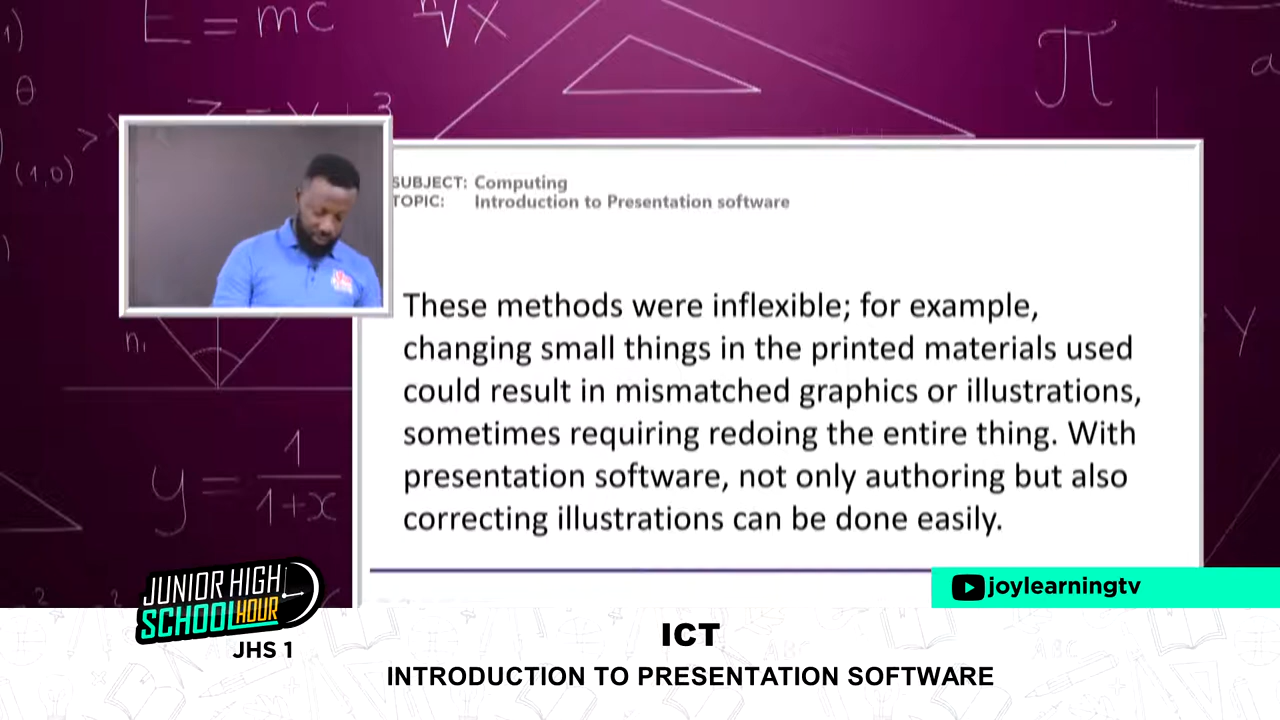 E = mc
n√x
π
1)
θ
(1,0)
SUBJECT: Computing
TOPIC: Introduction to Presentation software
These methods were inflexible; for example,
changing small things in the printed materials used
could result in mismatched graphics or illustrations,
sometimes requiring redoing the entire thing. With
presentation software, not only authoring but also
correcting illustrations can be done easily.
n₁
Y
y = 1/1+x
joylearningtv
JUNIOR HIGH
SCHOOL HOUR
JHS 1
ICT
INTRODUCTION TO PRESENTATION SOFTWARE